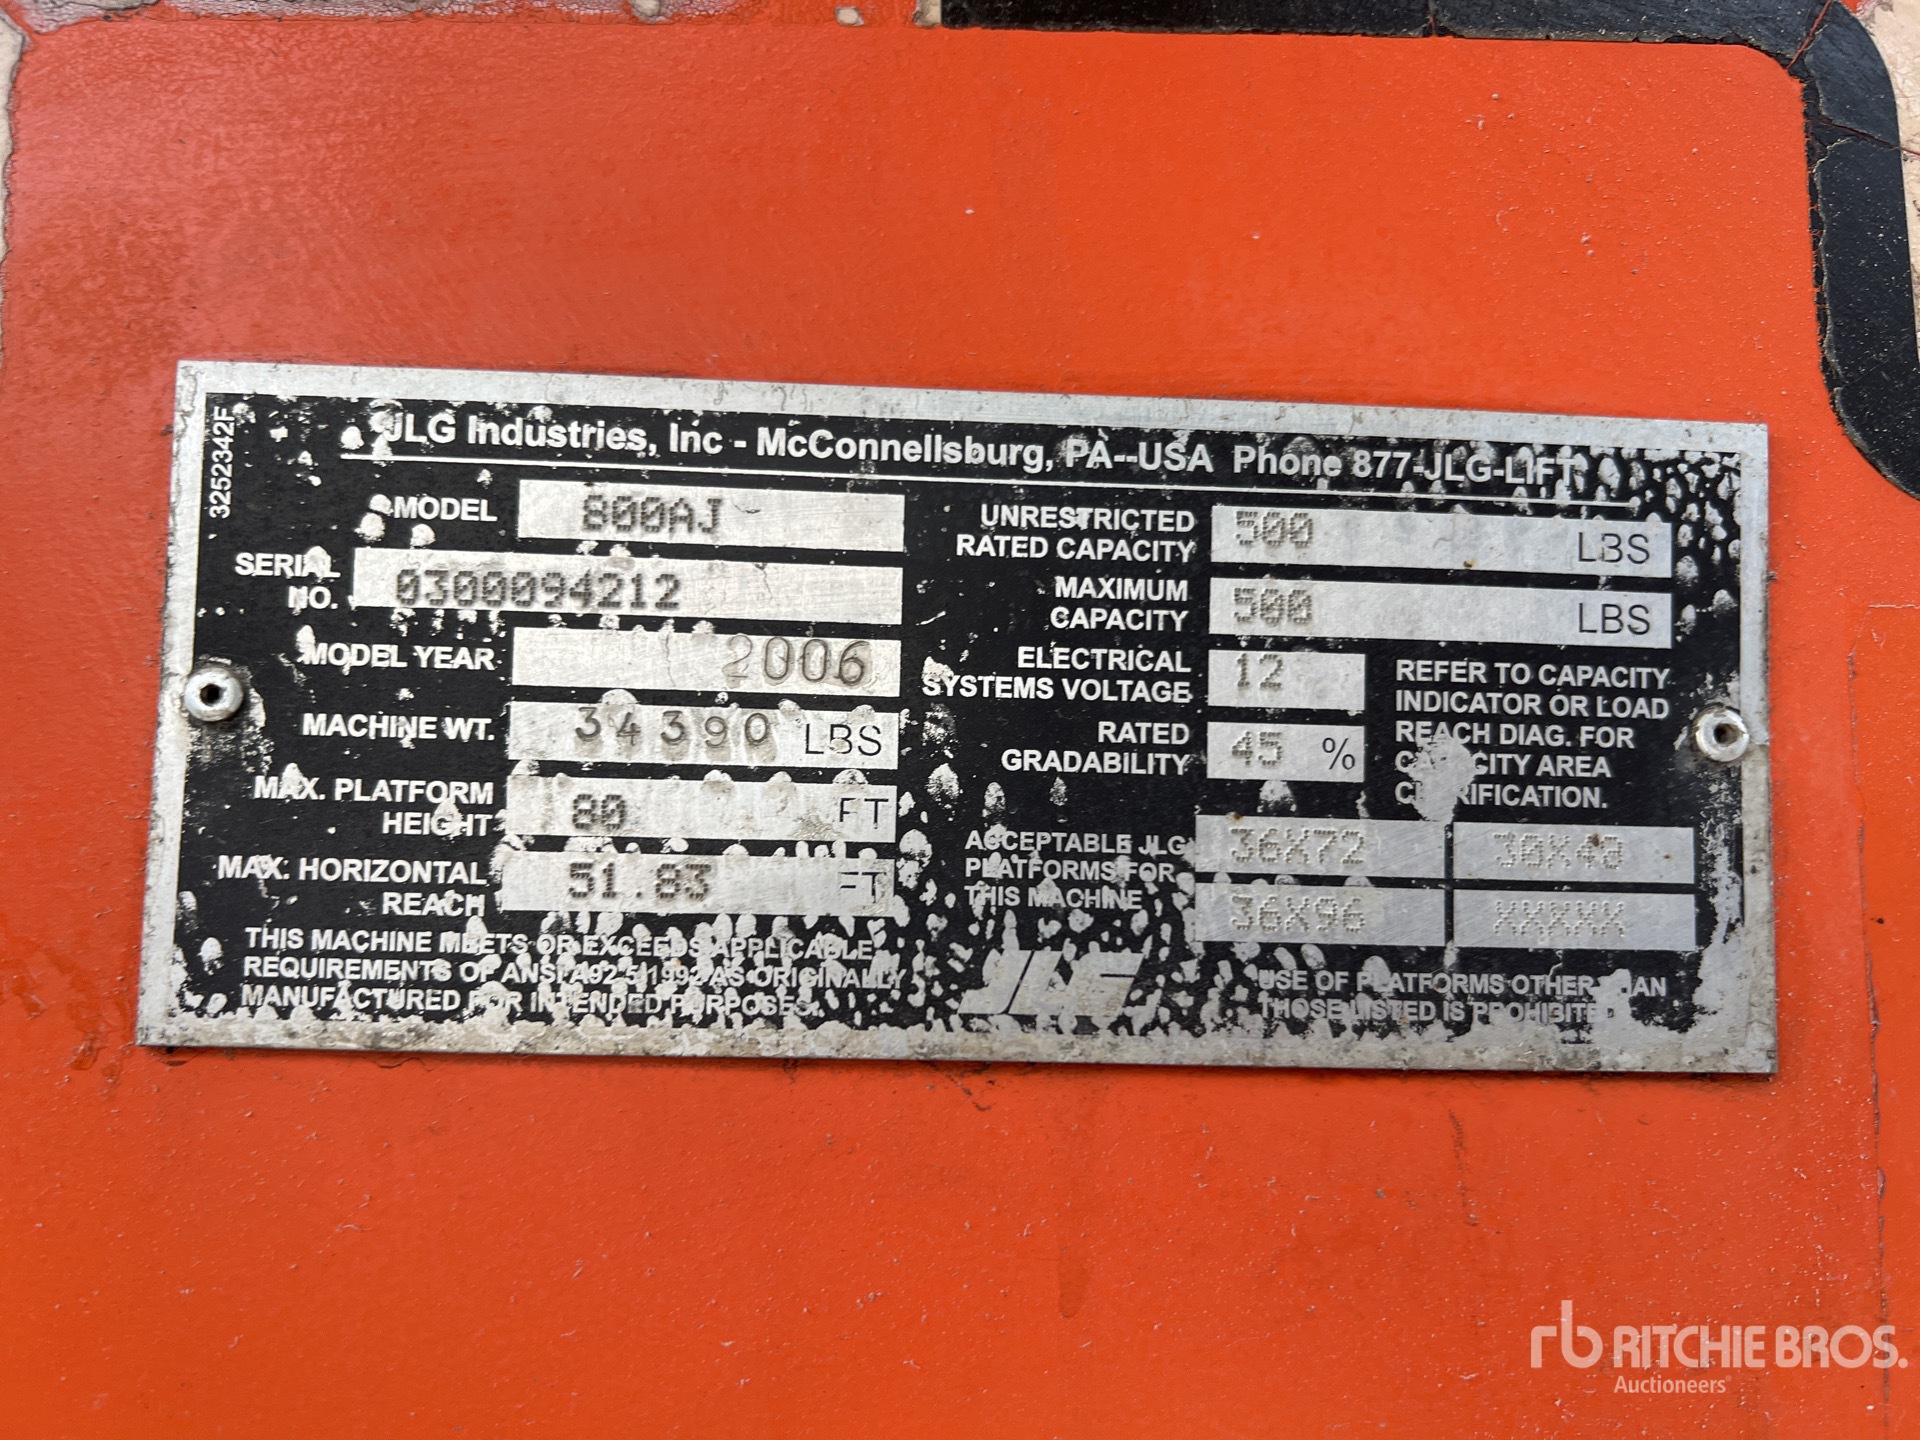 JLG Industries, Inc - McConnellsburg, PA--USA Phone 877-JLG-LIFT
3252342F
MODEL 800AJ
SERIAL NO. 0300094212
MODEL YEAR 2006
MACHINE WT. 34390 LBS
MAX. PLATFORM HEIGHT 80 FT
MAX. HORIZONTAL REACH 51.83 FT
THIS MACHINE MEETS OR EXCEEDS APPLICABLE
REQUIREMENTS OF ANSI A92.5/1992 AS ORIGINALLY
MANUFACTURED FOR INTENDED PURPOSES.
UNRESTRICTED RATED CAPACITY 500 LBS
MAXIMUM CAPACITY 500 LBS
ELECTRICAL SYSTEMS VOLTAGE 12
RATED GRADABILITY 45 %
REFER TO CAPACITY
INDICATOR OR LOAD
REACH DIAG. FOR
CAPACITY AREA
CLARIFICATION.
ACCEPTABLE JLG
PLATFORMS FOR
THIS MACHINE
36X72 30X48
36X96 XXXXX
JLG
USE OF PLATFORMS OTHER THAN
THOSE LISTED IS PROHIBITED
rb RITCHIE BROS.
Auctioneers